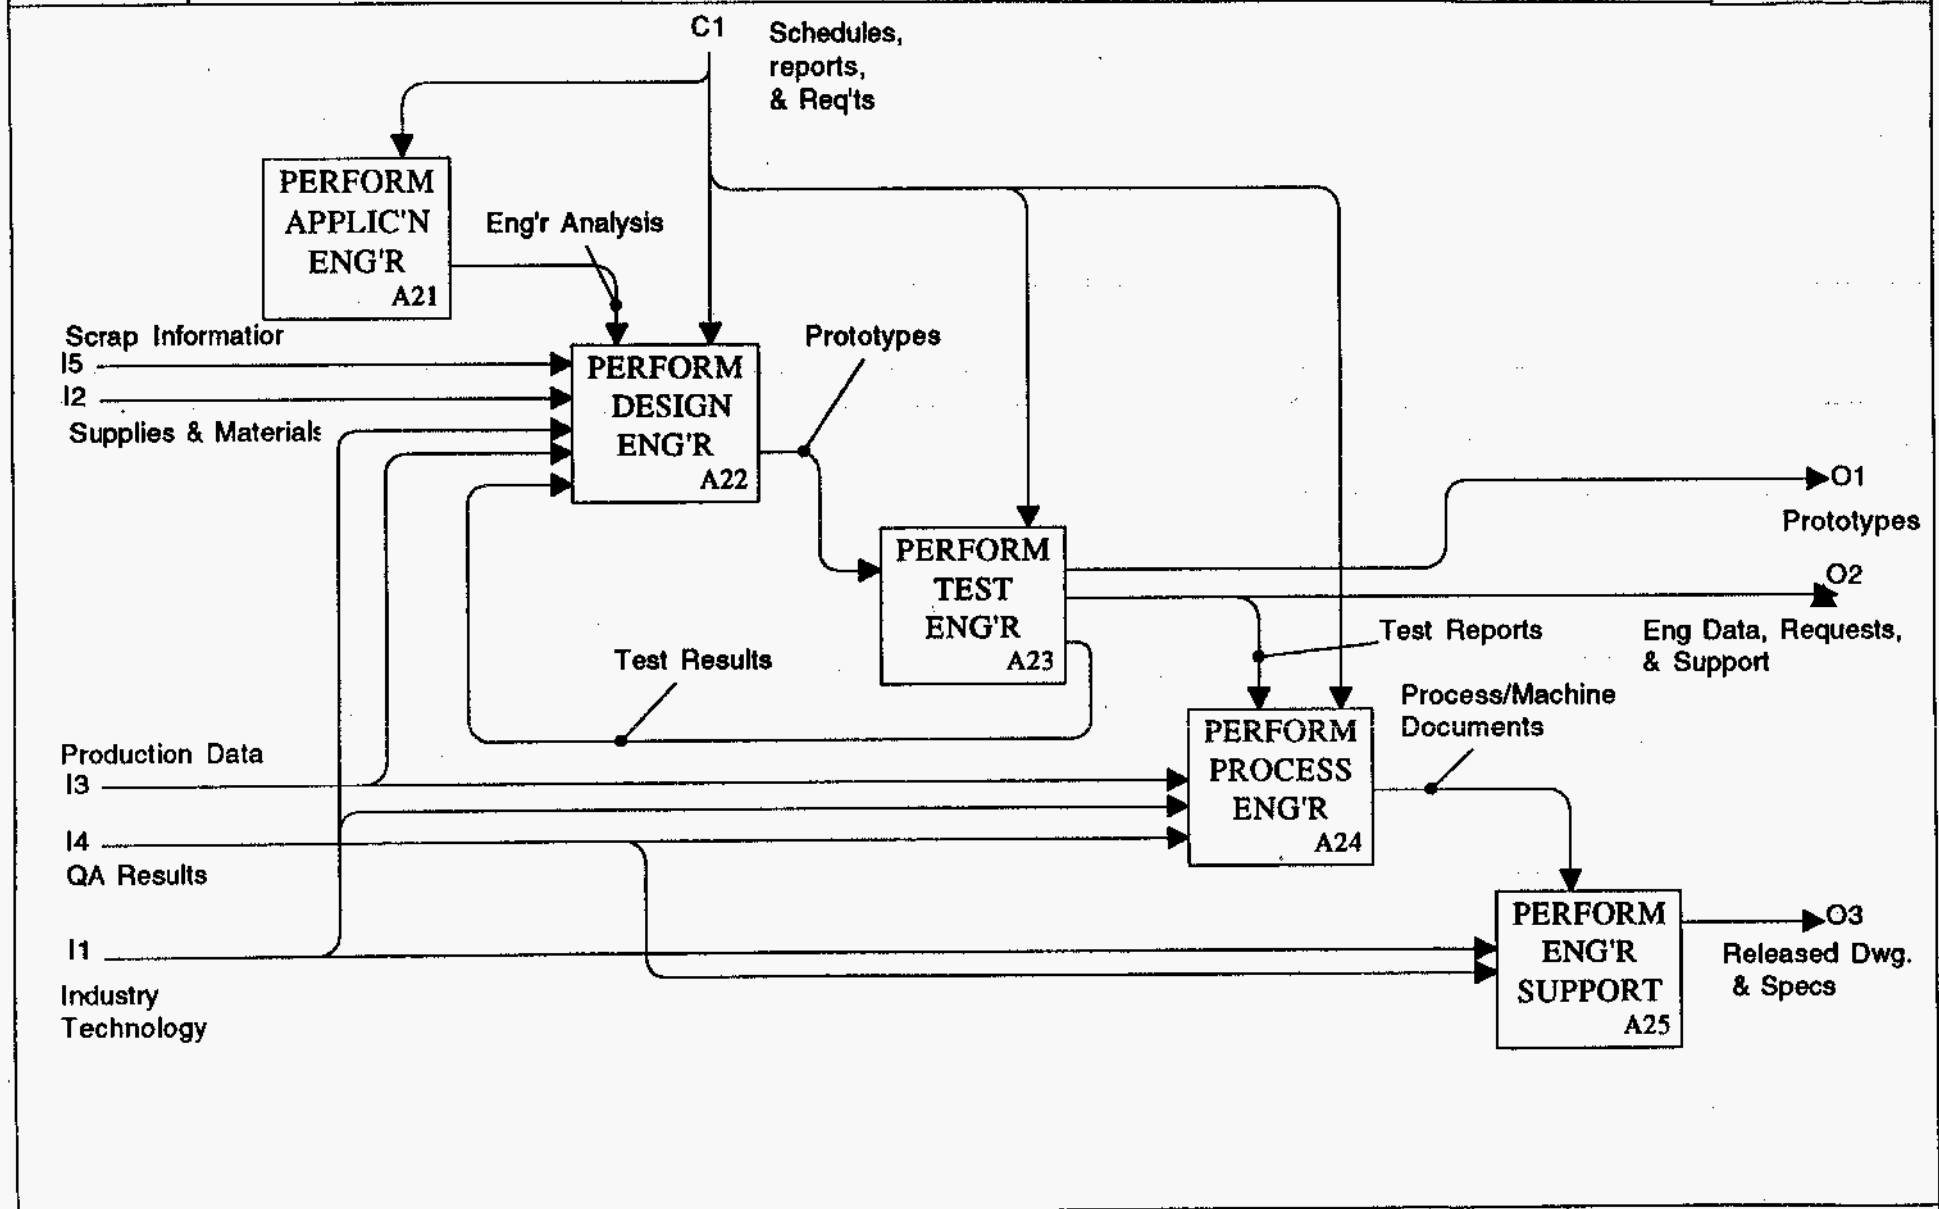 C1
Schedules,
reports,
& Req'ts
PERFORM
APPLIC'N
ENG'R
A21
Eng'r Analysis
Scrap Informatior
I5
I2
Supplies & Materials
PERFORM
DESIGN
ENG'R
A22
Prototypes
O1
Prototypes
PERFORM
TEST
ENG'R
A23
O2
Eng Data, Requests,
& Support
Test Reports
Test Results
Process/Machine
Documents
PERFORM
PROCESS
ENG'R
A24
Production Data
I3
I4
QA Results
I1
Industry
Technology
PERFORM
ENG'R
SUPPORT
A25
O3
Released Dwg.
& Specs